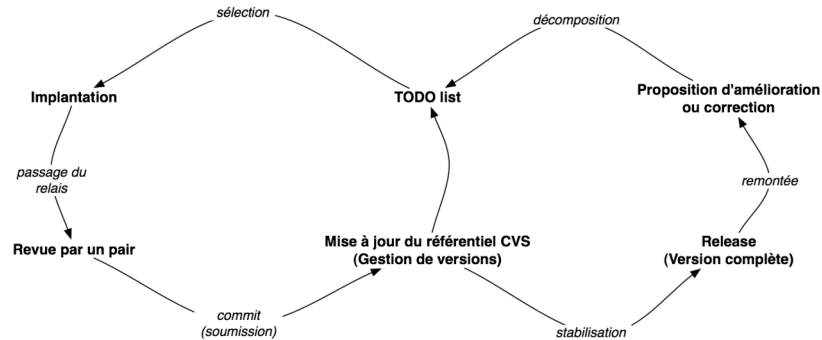 sélection
décomposition
Implantation
TODO list
Proposition d'amélioration
ou correction
passage du
relais
remontée
Revue par un pair
Mise à jour du référentiel CVS
(Gestion de versions)
Release
(Version complète)
commit
(soumission)
stabilisation